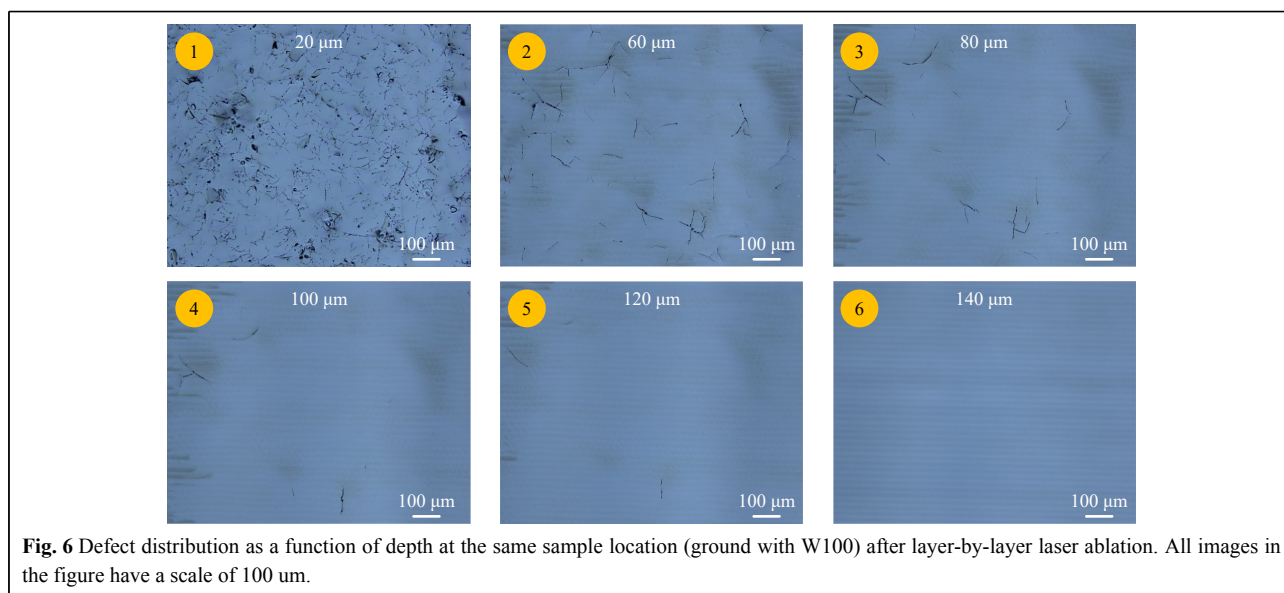 1
20 μm
100 μm
2
60 μm
100 μm
3
80 μm
100 μm
4
100 μm
100 μm
5
120 μm
100 μm
6
140 μm
100 μm
Fig. 6 Defect distribution as a function of depth at the same sample location (ground with W100) after layer-by-layer laser ablation. All images in
the figure have a scale of 100 um.